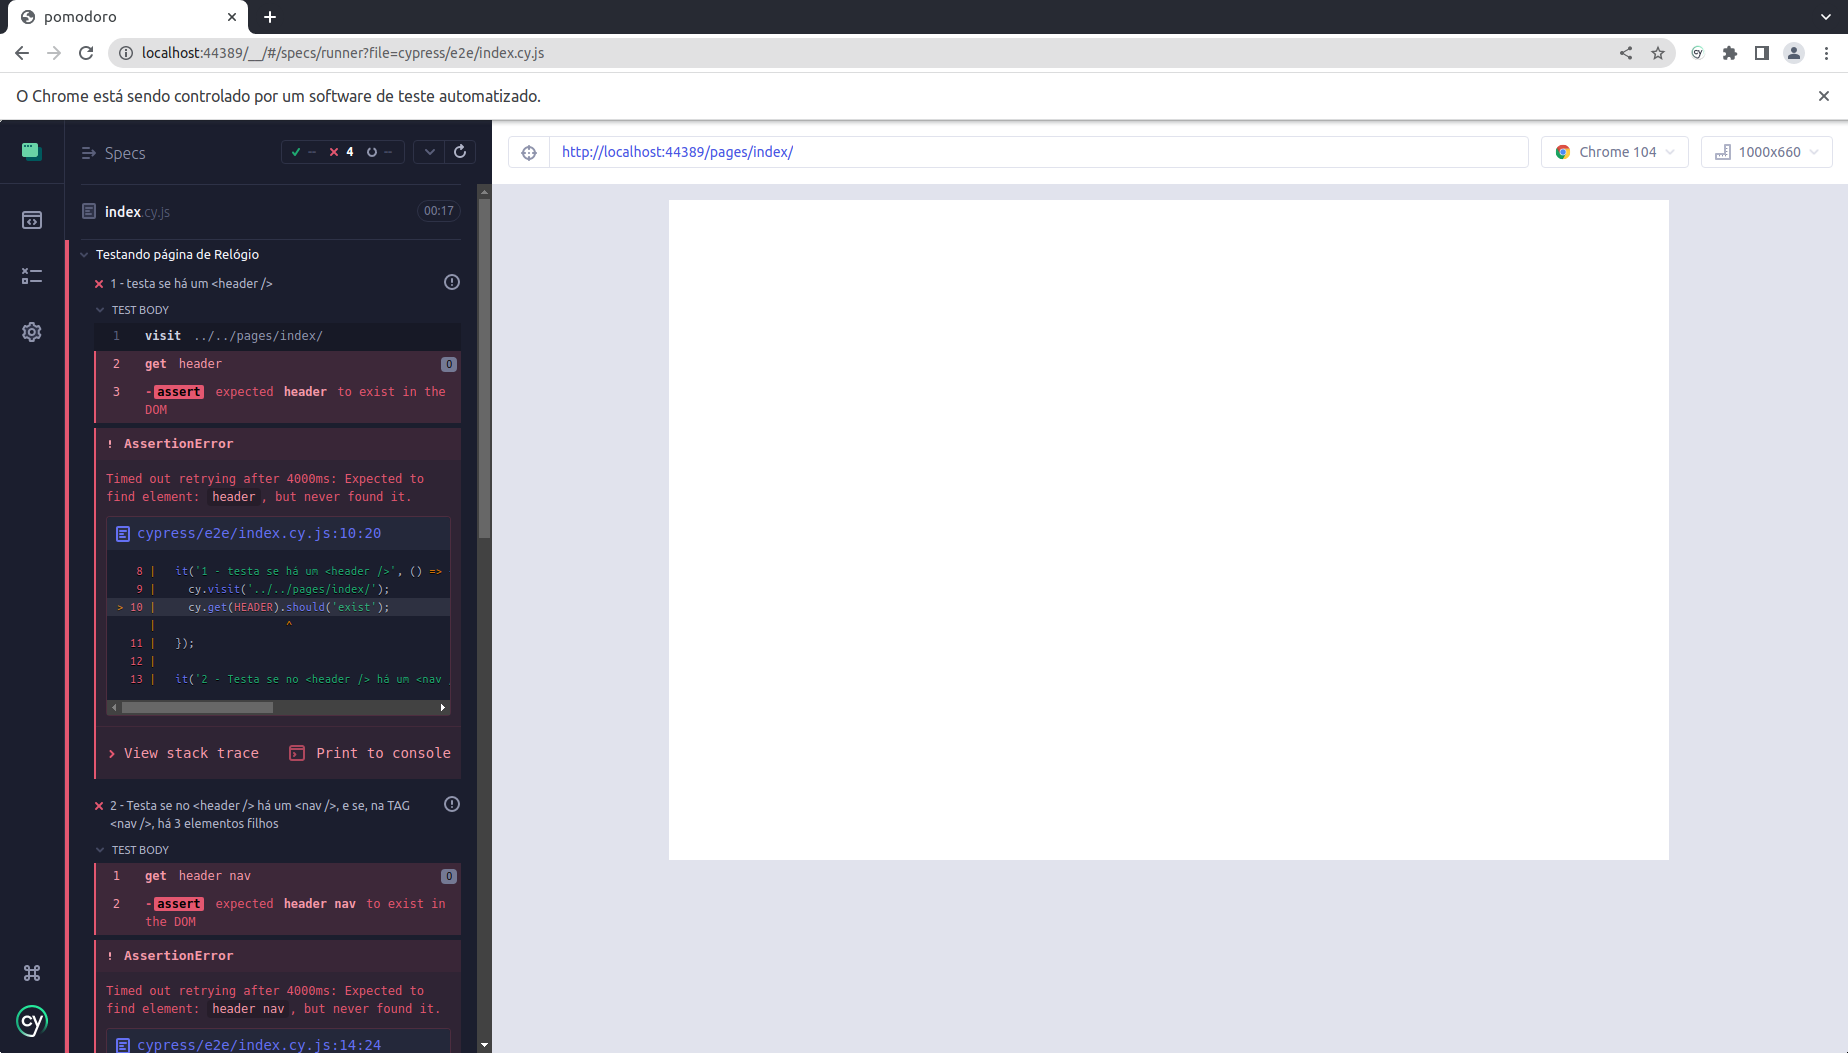 pomodoro
localhost:44389/__/#/specs/runner?file=cypress/e2e/index.cy.js
O Chrome está sendo controlado por um software de teste automatizado.
Specs
-- 4 --
http://localhost:44389/pages/index/
Chrome 104
1000x660
index.cy.js
00:17
Testando página de Relógio
1 - testa se há um <header />
TEST BODY
1 visit ../../pages/index/
2 get header 0
3 -assert expected header to exist in the
DOM
! AssertionError
Timed out retrying after 4000ms: Expected to
find element: header, but never found it.
cypress/e2e/index.cy.js:10:20
8 | it('1 - testa se há um <header />', () =>
9 | cy.visit('../../pages/index/');
> 10 | cy.get(HEADER).should('exist');
| ^
11 | });
12 |
13 | it('2 - Testa se no <header /> há um <nav
> View stack trace
Print to console
2 - Testa se no <header /> há um <nav />, e se, na TAG
<nav />, há 3 elementos filhos
TEST BODY
1 get header nav 0
2 -assert expected header nav to exist in
the DOM
! AssertionError
Timed out retrying after 4000ms: Expected to
find element: header nav, but never found it.
cypress/e2e/index.cy.js:14:24
cy